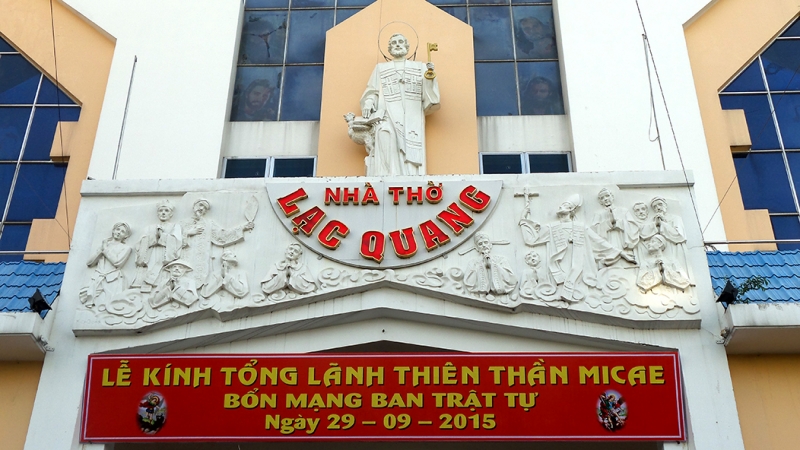 NHÀ THỜ
LẠC QUANG
LỄ KÍNH TỔNG LÃNH THIÊN THẦN MICAE
BỔN MẠNG BAN TRẬT TỰ
Ngày 29 – 09 – 2015